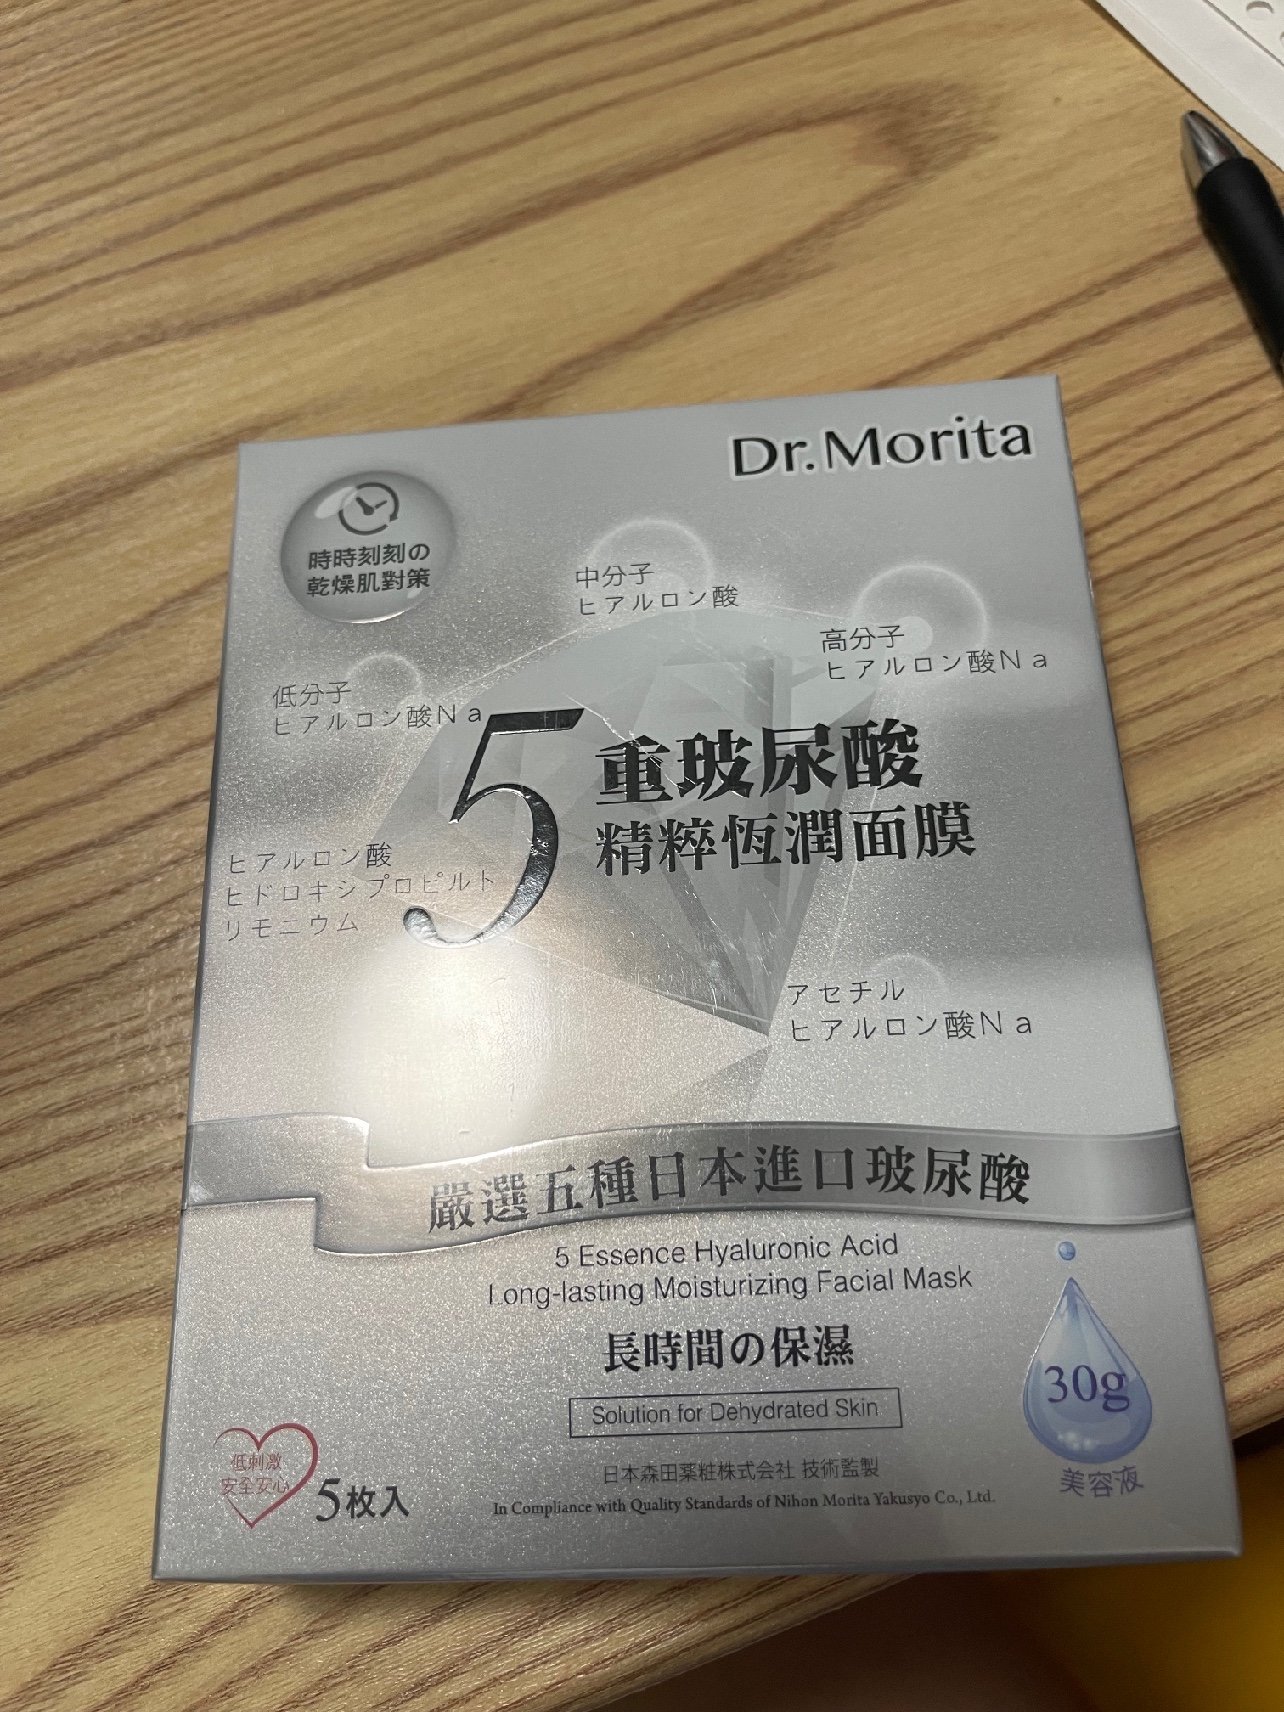 Dr.Morita
時時刻刻の
乾燥肌對策
中分子
ヒアルロン酸
高分子
ヒアルロン酸Na
低分子
ヒアルロン酸Na
5重玻尿酸
精粹恆潤面膜
ヒアルロン酸
ヒドロキシプロピルト
リモニウム
アセチル
ヒアルロン酸Na
嚴選五種日本進口玻尿酸
5 Essence Hyaluronic Acid
Long-lasting Moisturizing Facial Mask
長時間の保濕
Solution for Dehydrated Skin
30g
美容液
低刺激
安全安心
5枚入
日本森田薬粧株式会社 技術監製
In Compliance with Quality Standards of Nihon Morita Yakusyo Co., Ltd.